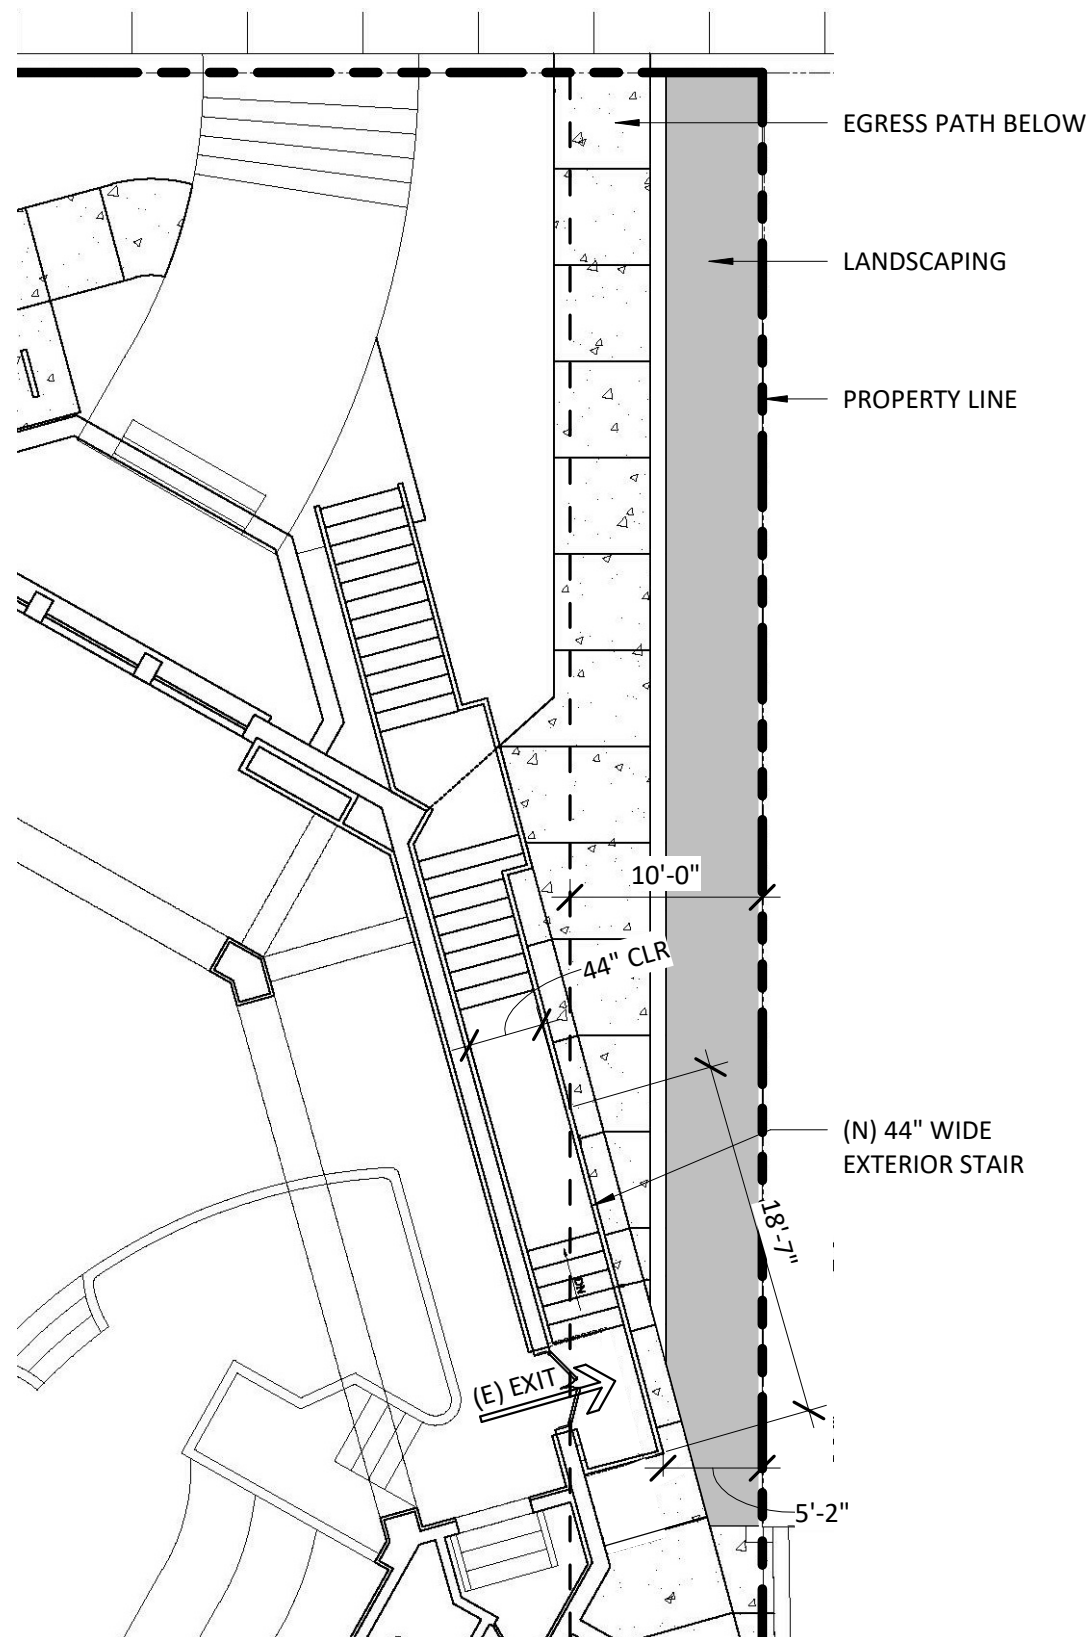 EGRESS PATH BELOW
LANDSCAPING
PROPERTY LINE
10'-0"
44" CLR
(N) 44" WIDE
EXTERIOR STAIR
18'-7"
DN
(E) EXIT
5'-2"